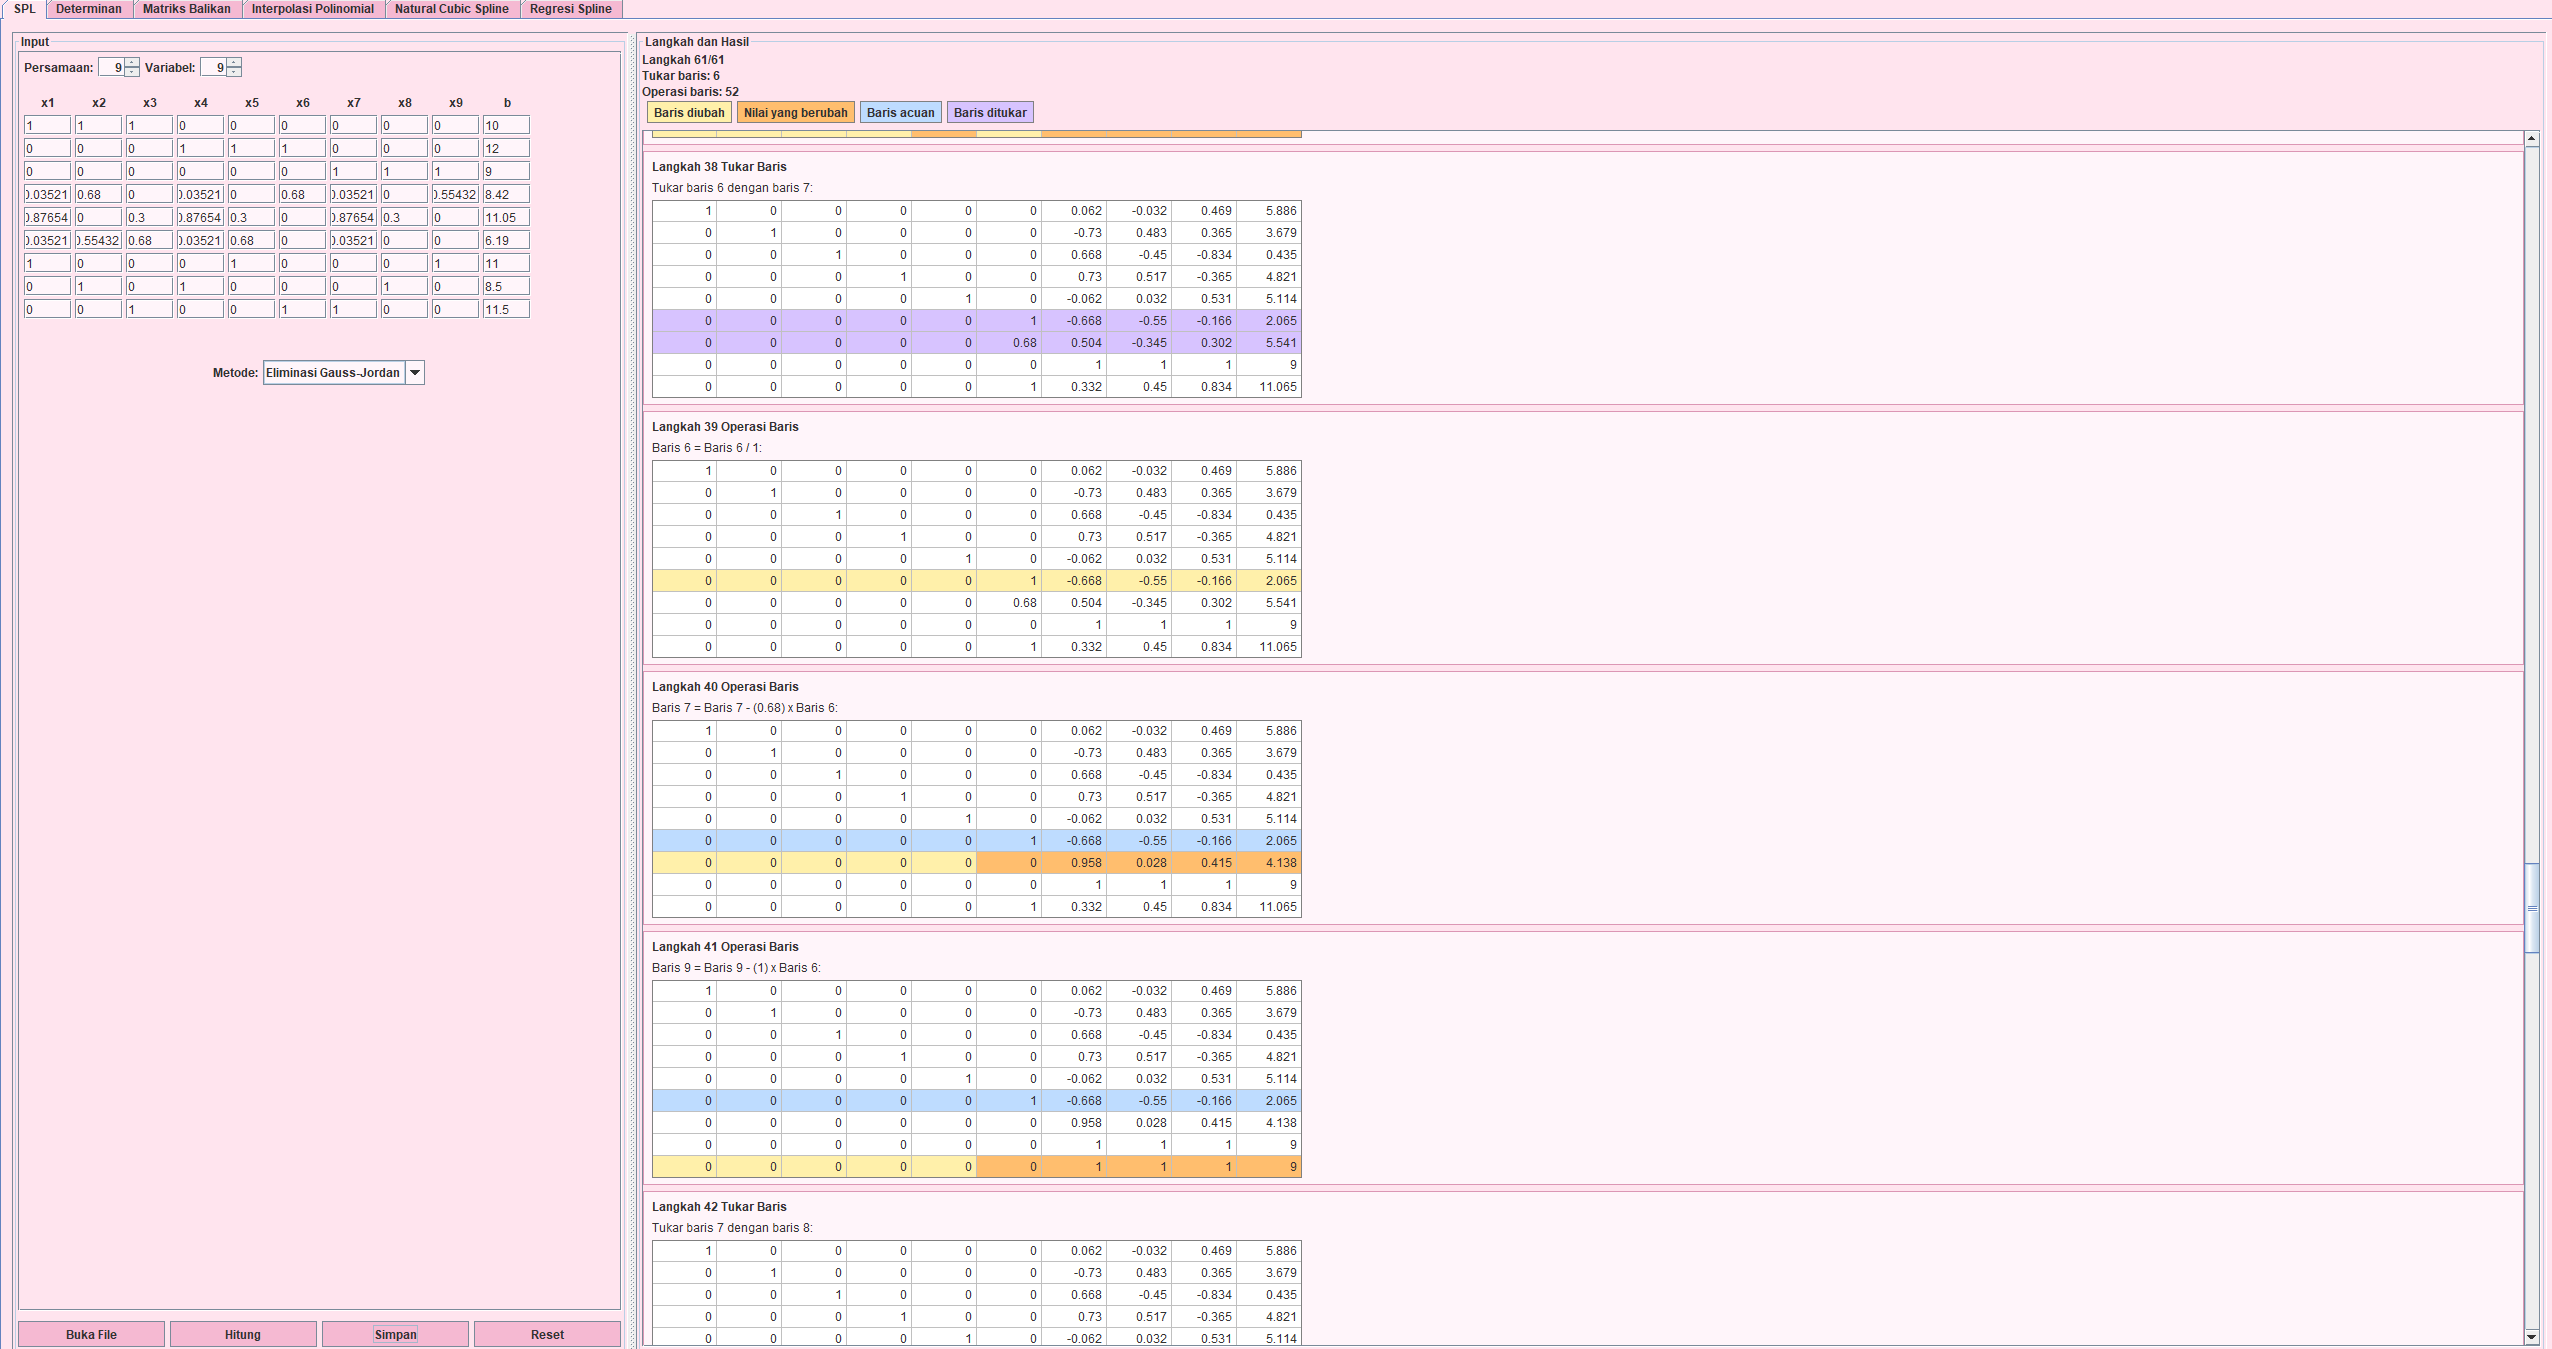 SPL Determinan Matriks Balikan Interpolasi Polinomial Natural Cubic Spline Regresi Spline
Input
Persamaan: 9 Variabel: 9
x1 x2 x3 x4 x5 x6 x7 x8 x9 b
1 1 1 0 0 0 0 0 0 10
0 0 0 1 1 1 0 0 0 12
0 0 0 0 0 0 1 1 1 9
0.03521 0.68 0 0.03521 0 0.68 0.03521 0 0.55432 8.42
0.87654 0 0.3 0.87654 0.3 0 0.87654 0.3 0 11.05
0.03521 0.55432 0.68 0.03521 0.68 0 0.03521 0 0 6.19
1 0 0 0 1 0 0 0 1 11
0 1 0 1 0 0 0 1 0 8.5
0 0 1 0 0 1 1 0 0 11.5
Metode: Eliminasi Gauss-Jordan
Buka File Hitung Simpan Reset
Langkah dan Hasil
Langkah 61/61
Tukar baris: 6
Operasi baris: 52
Baris diubah Nilai yang berubah Baris acuan Baris ditukar
Langkah 38 Tukar Baris
Tukar baris 6 dengan baris 7:
1 0 0 0 0 0 0.062 -0.032 0.469 5.886
0 1 0 0 0 0 -0.73 0.483 0.365 3.679
0 0 1 0 0 0 0.668 -0.45 -0.834 0.435
0 0 0 1 0 0 0.73 0.517 -0.365 4.821
0 0 0 0 1 0 -0.062 0.032 0.531 5.114
0 0 0 0 0 1 -0.668 -0.55 -0.166 2.065
0 0 0 0 0 0.68 0.504 -0.345 0.302 5.541
0 0 0 0 0 0 1 1 1 9
0 0 0 0 0 1 0.332 0.45 0.834 11.065
Langkah 39 Operasi Baris
Baris 6 = Baris 6 / 1:
1 0 0 0 0 0 0.062 -0.032 0.469 5.886
0 1 0 0 0 0 -0.73 0.483 0.365 3.679
0 0 1 0 0 0 0.668 -0.45 -0.834 0.435
0 0 0 1 0 0 0.73 0.517 -0.365 4.821
0 0 0 0 1 0 -0.062 0.032 0.531 5.114
0 0 0 0 0 1 -0.668 -0.55 -0.166 2.065
0 0 0 0 0 0.68 0.504 -0.345 0.302 5.541
0 0 0 0 0 0 1 1 1 9
0 0 0 0 0 1 0.332 0.45 0.834 11.065
Langkah 40 Operasi Baris
Baris 7 = Baris 7 - (0.68) x Baris 6:
1 0 0 0 0 0 0.062 -0.032 0.469 5.886
0 1 0 0 0 0 -0.73 0.483 0.365 3.679
0 0 1 0 0 0 0.668 -0.45 -0.834 0.435
0 0 0 1 0 0 0.73 0.517 -0.365 4.821
0 0 0 0 1 0 -0.062 0.032 0.531 5.114
0 0 0 0 0 1 -0.668 -0.55 -0.166 2.065
0 0 0 0 0 0 0.958 0.028 0.415 4.138
0 0 0 0 0 0 1 1 1 9
0 0 0 0 0 1 0.332 0.45 0.834 11.065
Langkah 41 Operasi Baris
Baris 9 = Baris 9 - (1) x Baris 6:
1 0 0 0 0 0 0.062 -0.032 0.469 5.886
0 1 0 0 0 0 -0.73 0.483 0.365 3.679
0 0 1 0 0 0 0.668 -0.45 -0.834 0.435
0 0 0 1 0 0 0.73 0.517 -0.365 4.821
0 0 0 0 1 0 -0.062 0.032 0.531 5.114
0 0 0 0 0 1 -0.668 -0.55 -0.166 2.065
0 0 0 0 0 0 0.958 0.028 0.415 4.138
0 0 0 0 0 0 1 1 1 9
0 0 0 0 0 0 1 1 1 9
Langkah 42 Tukar Baris
Tukar baris 7 dengan baris 8:
1 0 0 0 0 0 0.062 -0.032 0.469 5.886
0 1 0 0 0 0 -0.73 0.483 0.365 3.679
0 0 1 0 0 0 0.668 -0.45 -0.834 0.435
0 0 0 1 0 0 0.73 0.517 -0.365 4.821
0 0 0 0 1 0 -0.062 0.032 0.531 5.114